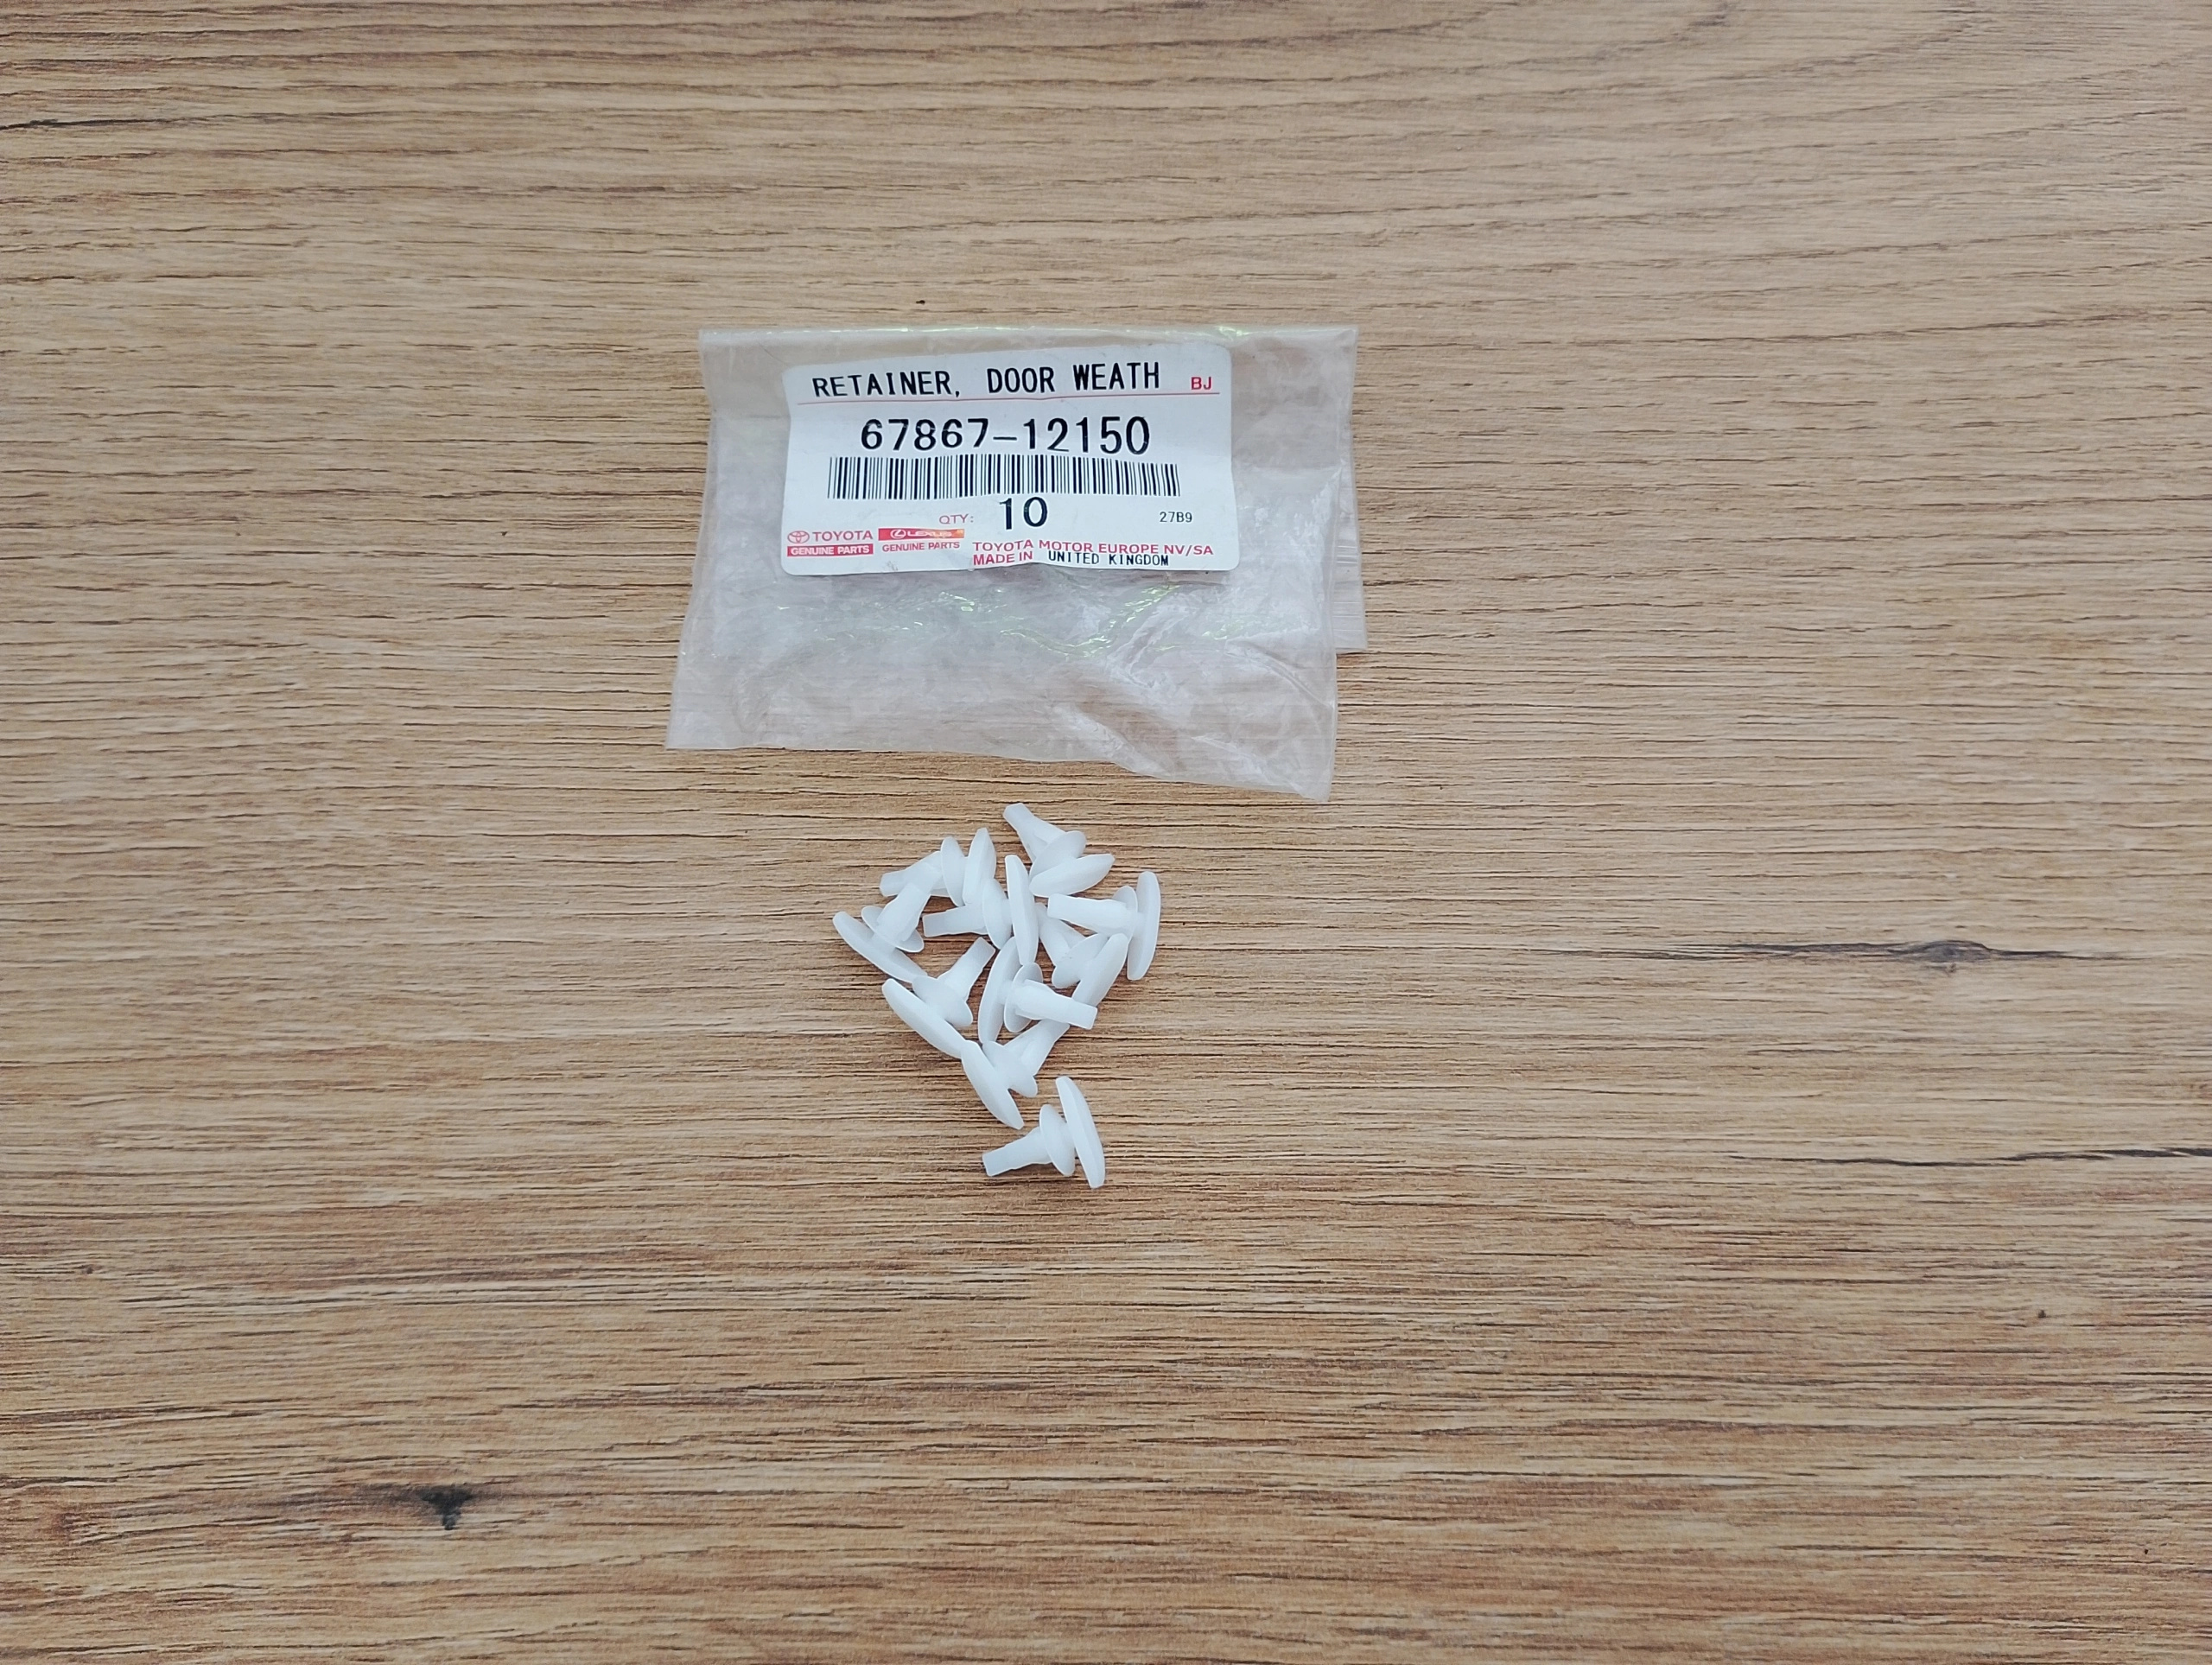 RETAINER, DOOR WEATH BJ
67867-12150
QTY: 10 27B9
TOYOTA LEXUS
GENUINE PARTS GENUINE PARTS TOYOTA MOTOR EUROPE NV/SA
MADE IN UNITED KINGDOM